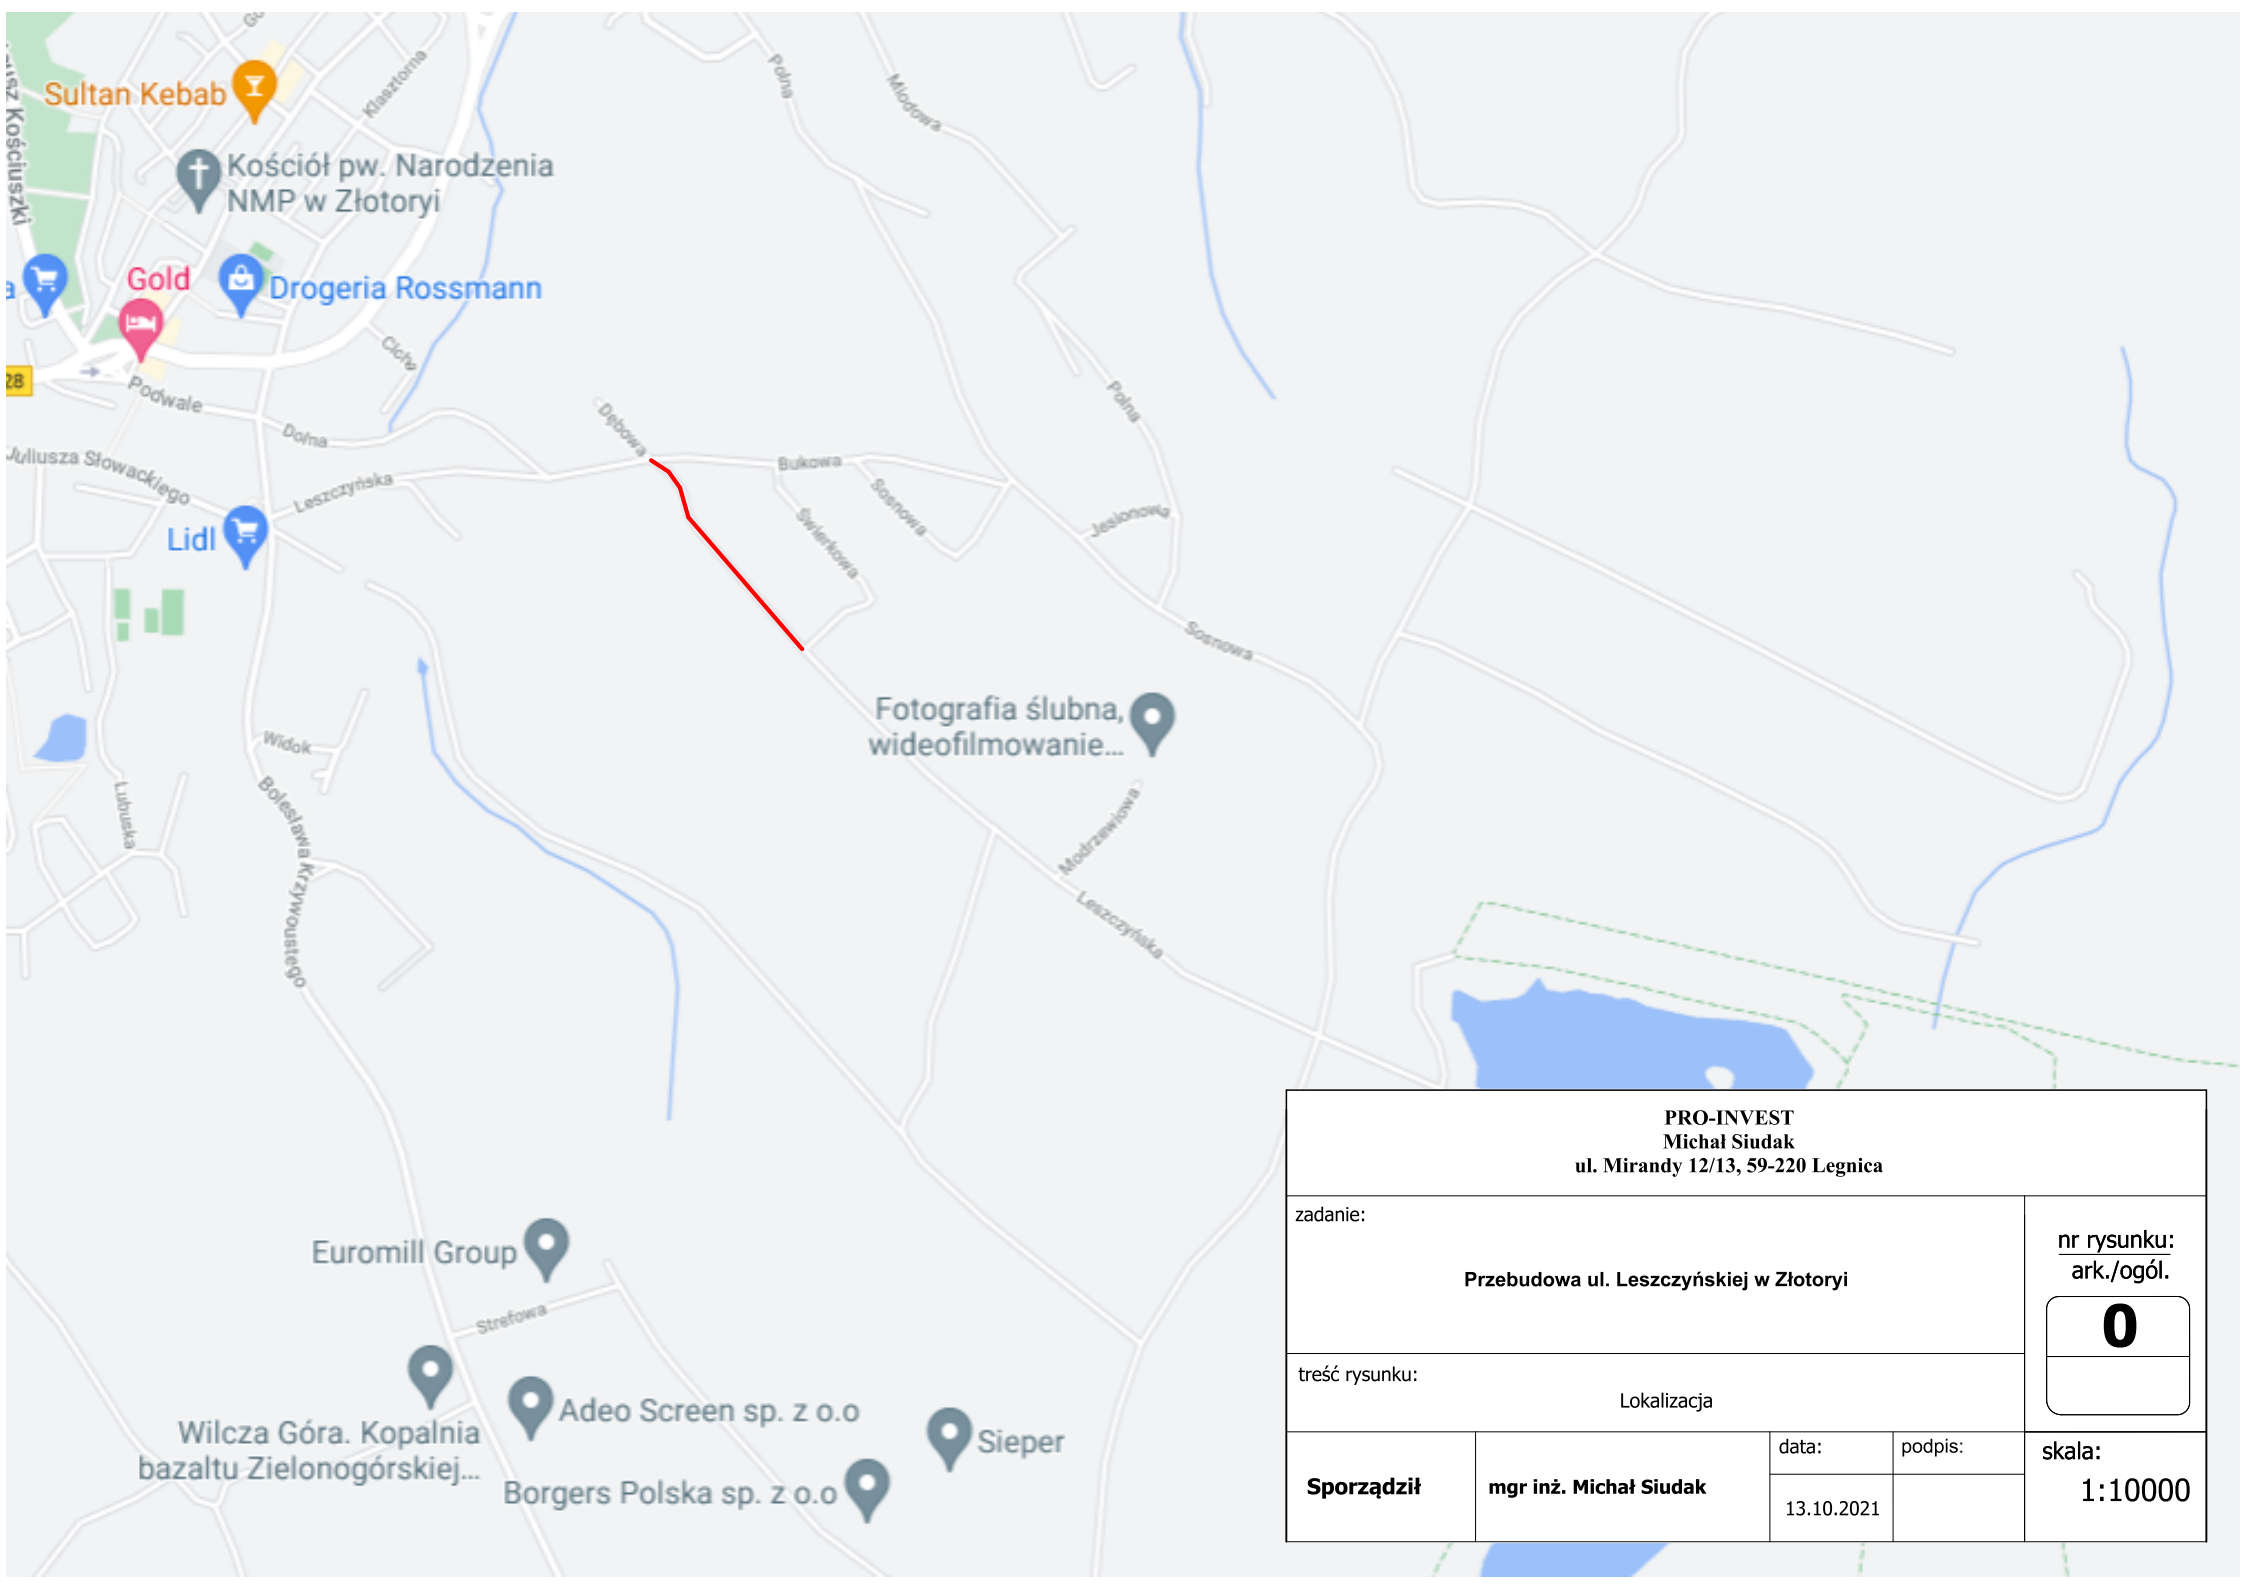 Klasztorna
Polna
Miodowa
Sultan Kebab
Kościuszki
Kościół pw. Narodzenia
NMP w Złotoryi
Gold
a
Drogeria Rossmann
Cicha
28
Podwale
Dolna
Dębowa
Polna
Juliusza Słowackiego
Leszczyńska
Bukowa
Sosnowa
Świerkowa
Jesionowa
Lidl
Sosnowa
Fotografia ślubna,
wideofilmowanie...
Widok
Lubuska
Bolesława Krzywoustego
Modrzewiowa
Leszczyńska
Euromill Group
Strefowa
Wilcza Góra. Kopalnia
bazaltu Zielonogórskiej...
Adeo Screen sp. z o.o
Sieper
Borgers Polska sp. z o.o
PRO-INVEST
Michał Siudak
ul. Mirandy 12/13, 59-220 Legnica
zadanie:
Przebudowa ul. Leszczyńskiej w Złotoryi
nr rysunku:
ark./ogól.
0
treść rysunku:
Lokalizacja
Sporządził
mgr inż. Michał Siudak
data:
13.10.2021
podpis:
skala:
1:10000